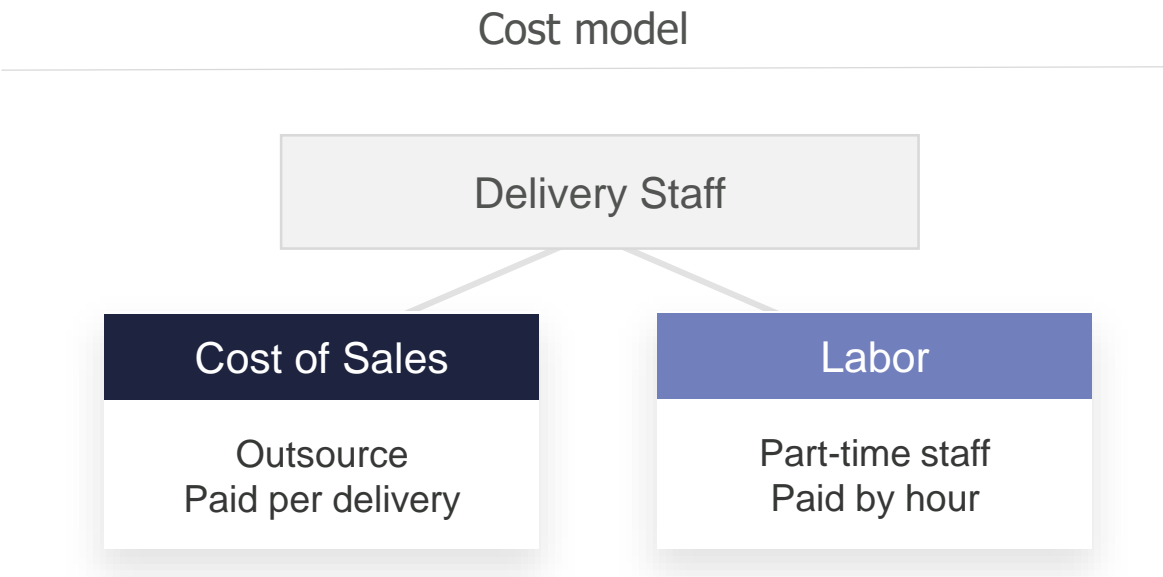 Cost model
Delivery Staff
Cost of Sales
Outsource
Paid per delivery
Labor
Part-time staff
Paid by hour